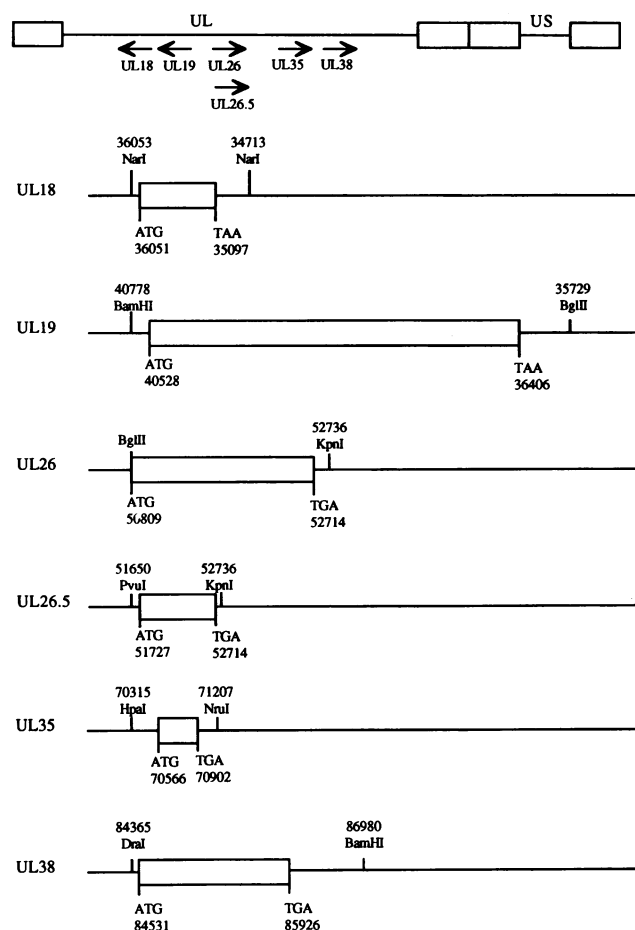 UL US
UL18 UL19 UL26 UL35 UL38
UL26.5
36053 34713
NarI NarI
UL18
ATG TAA
36051 35097
40778 35729
BamHI BglII
UL19
ATG TAA
40528 36406
52736
BglII KpnI
UL26
ATG TGA
56809 52714
51650 52736
PvuI KpnI
UL26.5
ATG TGA
51727 52714
70315 71207
HpaI NruI
UL35
ATG TGA
70566 70902
84365 86980
DraI BamHI
UL38
ATG TGA
84531 85926